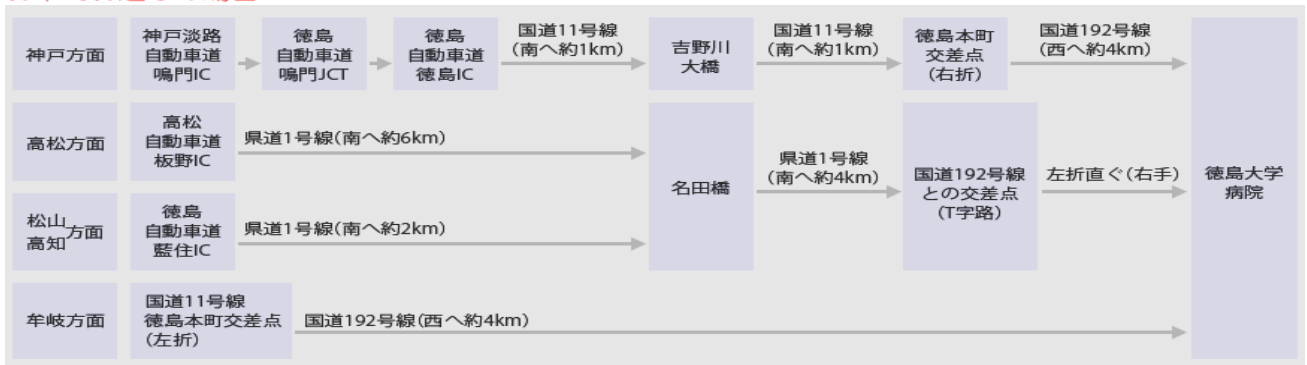 神戸方面
神戸淡路
自動車道
鳴門IC
徳島
自動車道
鳴門JCT
徳島
自動車道
徳島IC
国道11号線
(南へ約1km)
吉野川
大橋
国道11号線
(南へ約1km)
徳島本町
交差点
(右折)
国道192号線
(西へ約4km)
高松方面
高松
自動車道
板野IC
県道1号線(南へ約6km)
名田橋
県道1号線
(南へ約4km)
国道192号線
との交差点
(T字路)
左折直ぐ(右手)
徳島大学
病院
松山
高知
方面
徳島
自動車道
藍住IC
県道1号線(南へ約2km)
牟岐方面
国道11号線
徳島本町交差点
(左折)
国道192号線(西へ約4km)